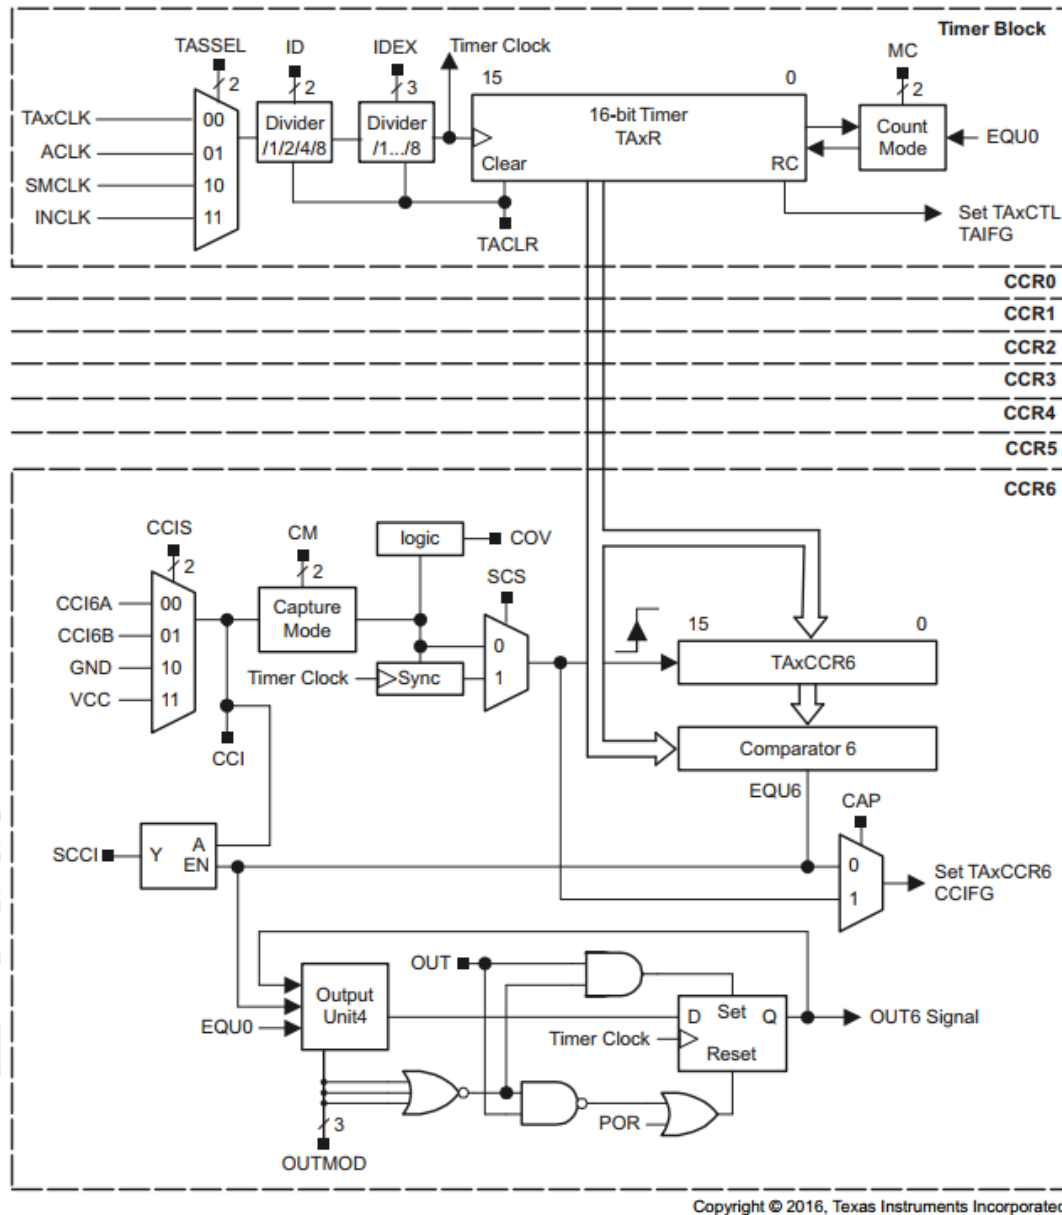 Timer Block
TASSEL
ID
IDEX
Timer Clock
15
0
MC
2
2
3
2
TAxCLK
00
Divider
/1/2/4/8
Divider
/1.../8
16-bit Timer
TAxR
Count
Mode
EQU0
ACLK
01
Clear
RC
SMCLK
10
INCLK
11
TACLR
Set TAxCTL
TAIFG
CCR0
CCR1
CCR2
CCR3
CCR4
CCR5
CCR6
CCIS
2
CM
2
logic
COV
SCS
CCI6A
00
Capture
Mode
15
0
CCI6B
01
0
GND
10
Timer Clock
Sync
1
TAxCCR6
VCC
11
CCI
Comparator 6
EQU6
CAP
SCCI
Y
A
EN
0
1
Set TAxCCR6
CCIFG
OUT
Output
Unit4
EQU0
D
Set
Q
OUT6 Signal
Timer Clock
Reset
POR
3
OUTMOD
Copyright © 2016, Texas Instruments Incorporated